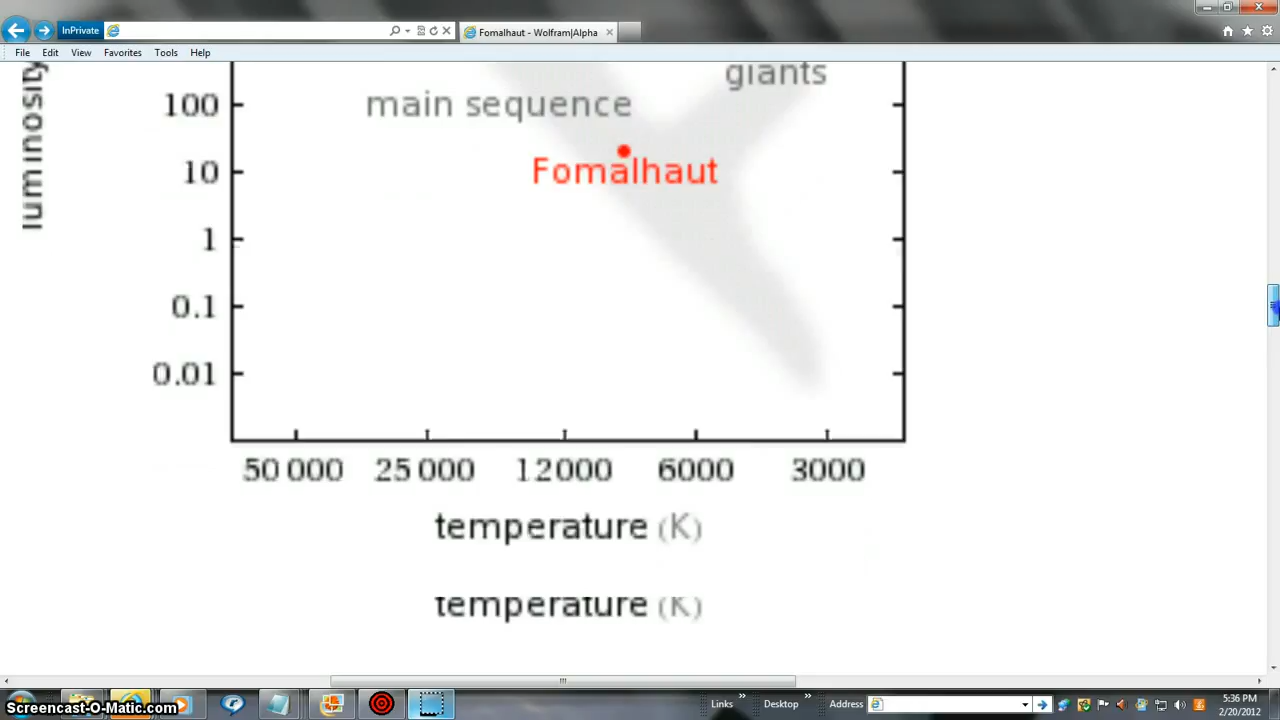 InPrivate
Fomalhaut - Wolfram|Alpha
File Edit View Favorites Tools Help
luminosity
giants
100
main sequence
10
Fomalhaut
1
0.1
0.01
50 000 25 000 12 000 6000 3000
temperature (K)
temperature (K)
Links » Desktop » Address
5:36 PM
2/20/2012
Screencast-O-Matic.com